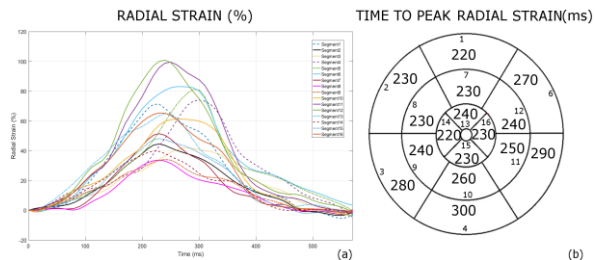 RADIAL STRAIN (%)
120
100
80
60
40
20
0
-20
0
100
200
300
400
500
Radial Strain (%)
Time (ms)
Segment1
Segment2
Segment3
Segment4
Segment5
Segment6
Segment7
Segment8
Segment9
Segment10
Segment11
Segment12
Segment13
Segment14
Segment15
Segment16
(a)
TIME TO PEAK RADIAL STRAIN(ms)
1
220
2
230
270
6
7
230
8
230
12
240
240
13
14
220
16
230
15
230
240
9
250
11
290
3
280
260
10
300
4
(b)